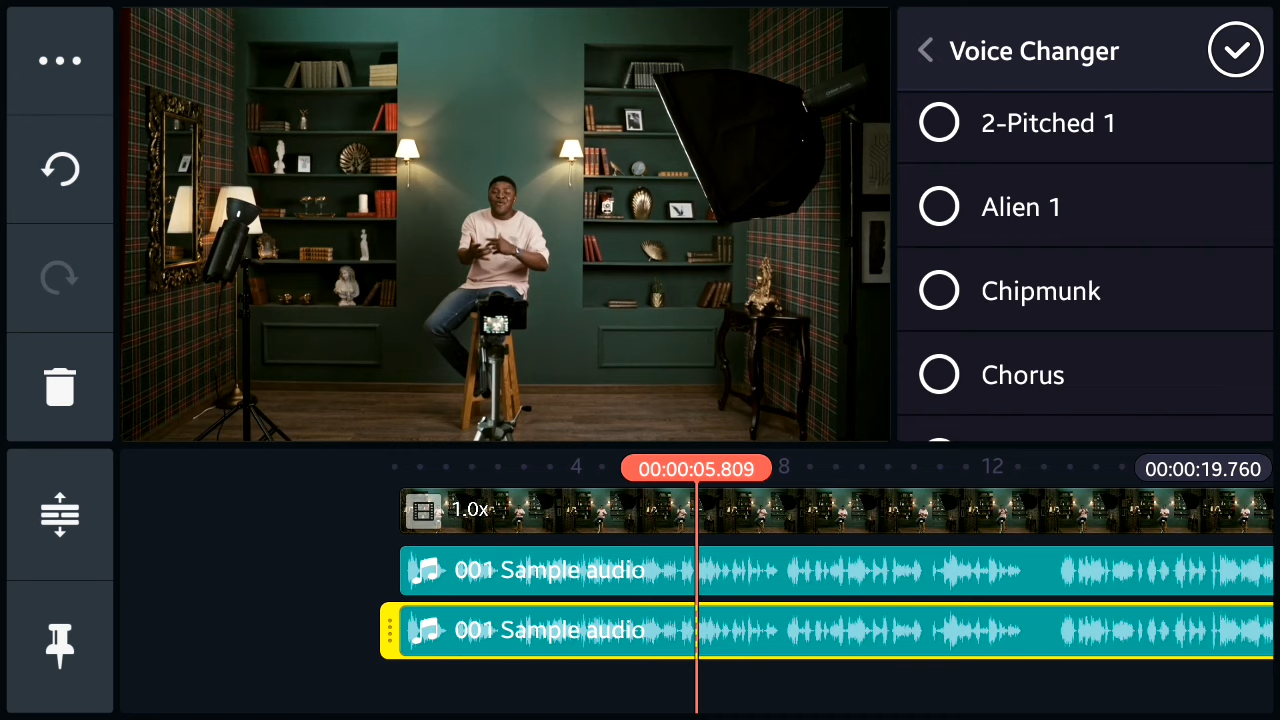 Voice Changer
2-Pitched 1
Alien 1
Chipmunk
Chorus
4
00:00:05.809
8
12
00:00:19.760
1.0x
001 Sample audio
001 Sample audio